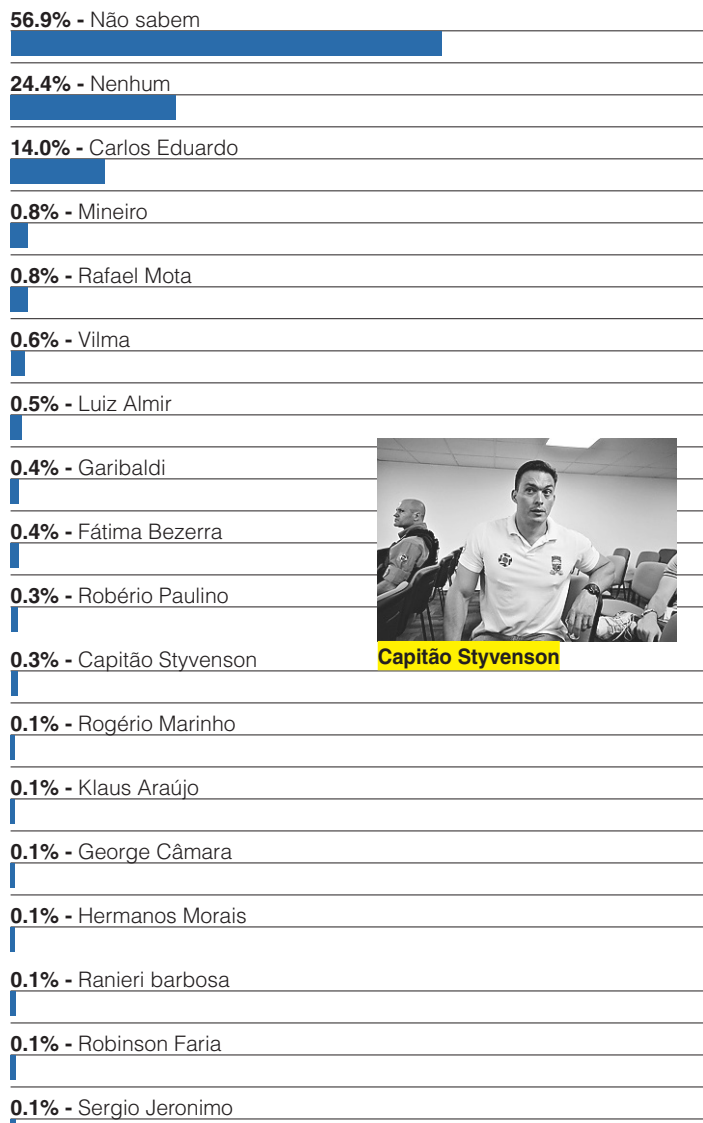 56.9% - Não sabem
24.4% - Nenhum
14.0% - Carlos Eduardo
0.8% - Mineiro
0.8% - Rafael Mota
0.6% - Vilma
0.5% - Luiz Almir
0.4% - Garibaldi
0.4% - Fátima Bezerra
0.3% - Robério Paulino
0.3% - Capitão Styvenson
Capitão Styvenson
0.1% - Rogério Marinho
0.1% - Klaus Araújo
0.1% - George Câmara
0.1% - Hermanos Morais
0.1% - Ranieri barbosa
0.1% - Robinson Faria
0.1% - Sergio Jeronimo